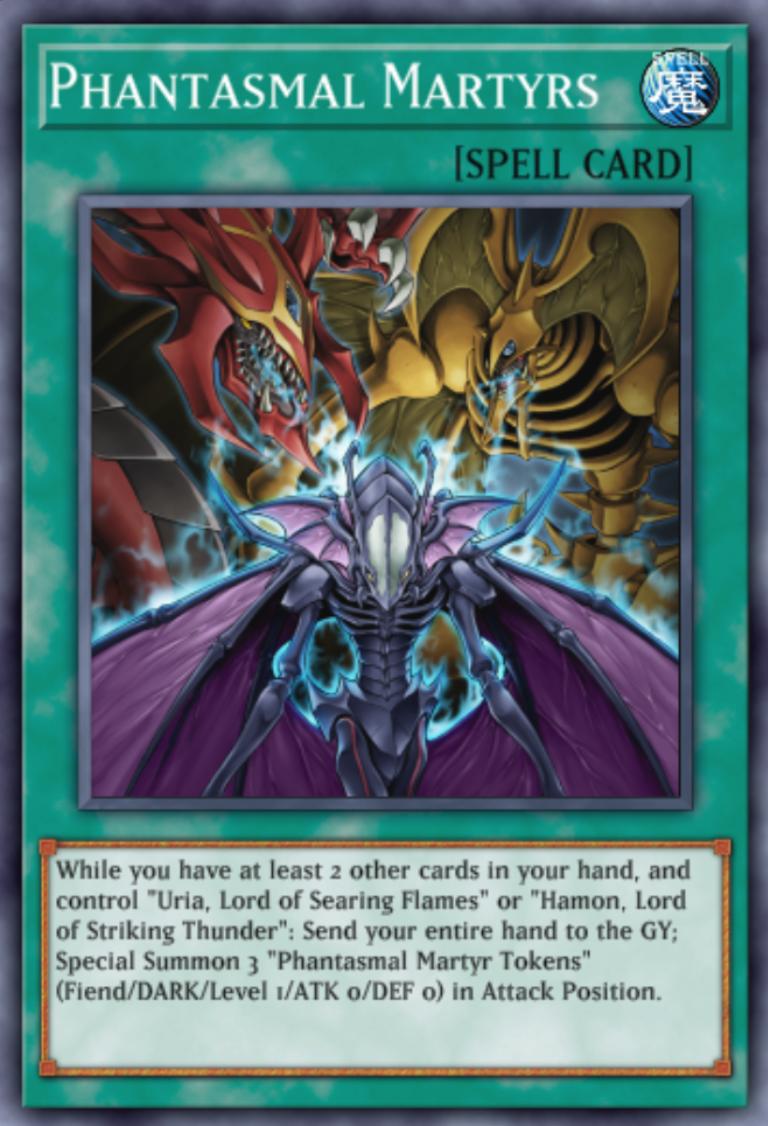 PHANTASMAL MARTYRS
SPELL
魔
[SPELL CARD]
While you have at least 2 other cards in your hand, and
control "Uria, Lord of Searing Flames" or "Hamon, Lord
of Striking Thunder": Send your entire hand to the GY;
Special Summon 3 "Phantasmal Martyr Tokens"
(Fiend/DARK/Level 1/ATK 0/DEF 0) in Attack Position.